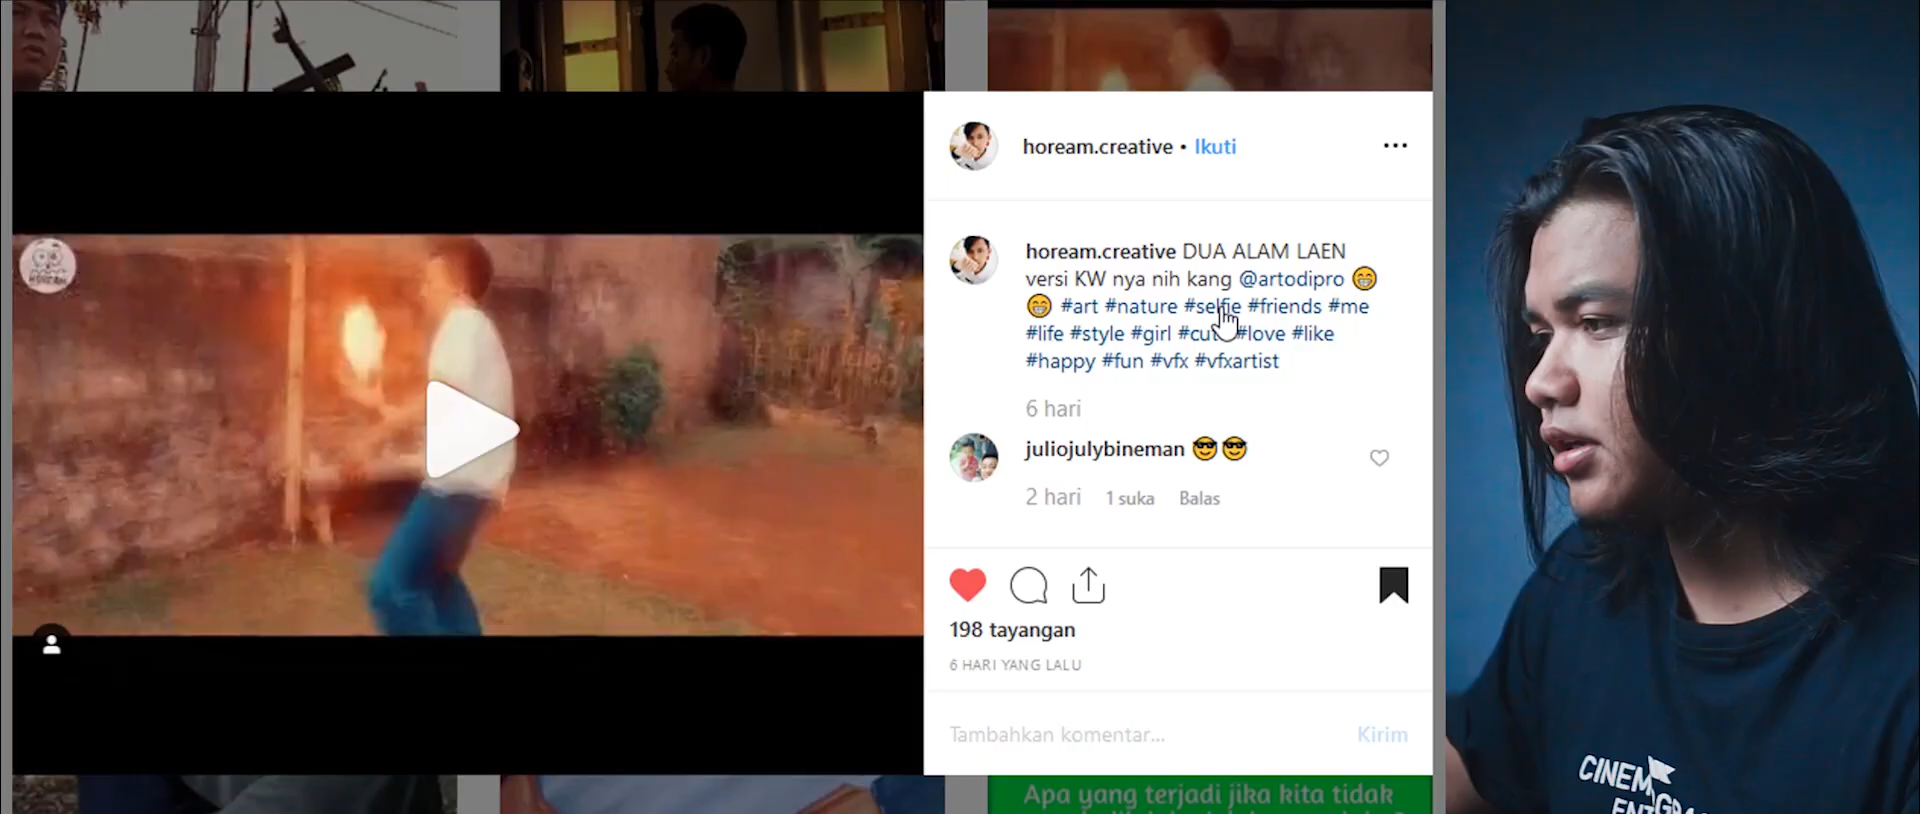 hoream.creative • Ikuti
hoream.creative DUA ALAM LAEN
versi KW nya nih kang @artodipro 😁
😁 #art #nature #selfie #friends #me
#life #style #girl #cut #love #like
#happy #fun #vfx #vfxartist
6 hari
juliojulybineman 😎😎
2 hari 1 suka Balas
198 tayangan
6 HARI YANG LALU
Tambahkan komentar... Kirim
Apa yang terjadi jika kita tidak
CINEM